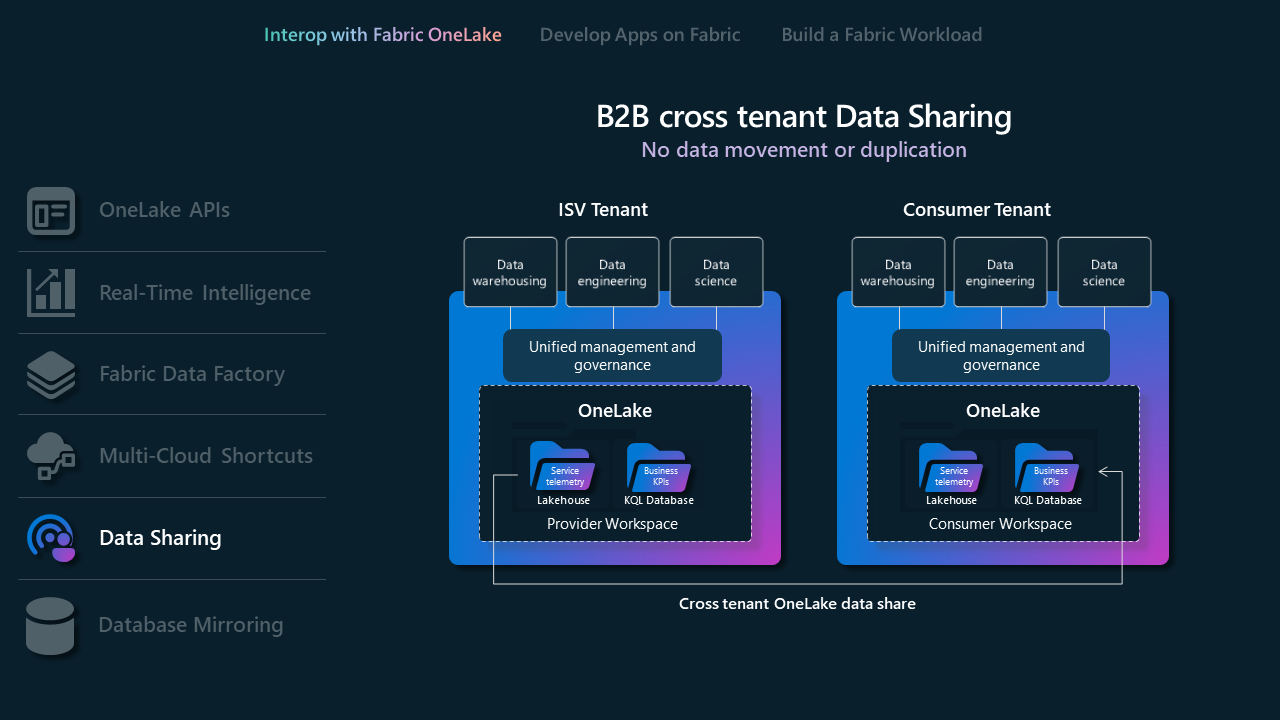 Interop with Fabric OneLake
Develop Apps on Fabric
Build a Fabric Workload
B2B cross tenant Data Sharing
No data movement or duplication
OneLake APIs
Real-Time Intelligence
Fabric Data Factory
Multi-Cloud Shortcuts
Data Sharing
Database Mirroring
ISV Tenant
Data
warehousing
Data
engineering
Data
science
Unified management and
governance
OneLake
Service
telemetry
Lakehouse
Business
KPIs
KQL Database
Provider Workspace
Consumer Tenant
Data
warehousing
Data
engineering
Data
science
Unified management and
governance
OneLake
Service
telemetry
Lakehouse
Business
KPIs
KQL Database
Consumer Workspace
Cross tenant OneLake data share